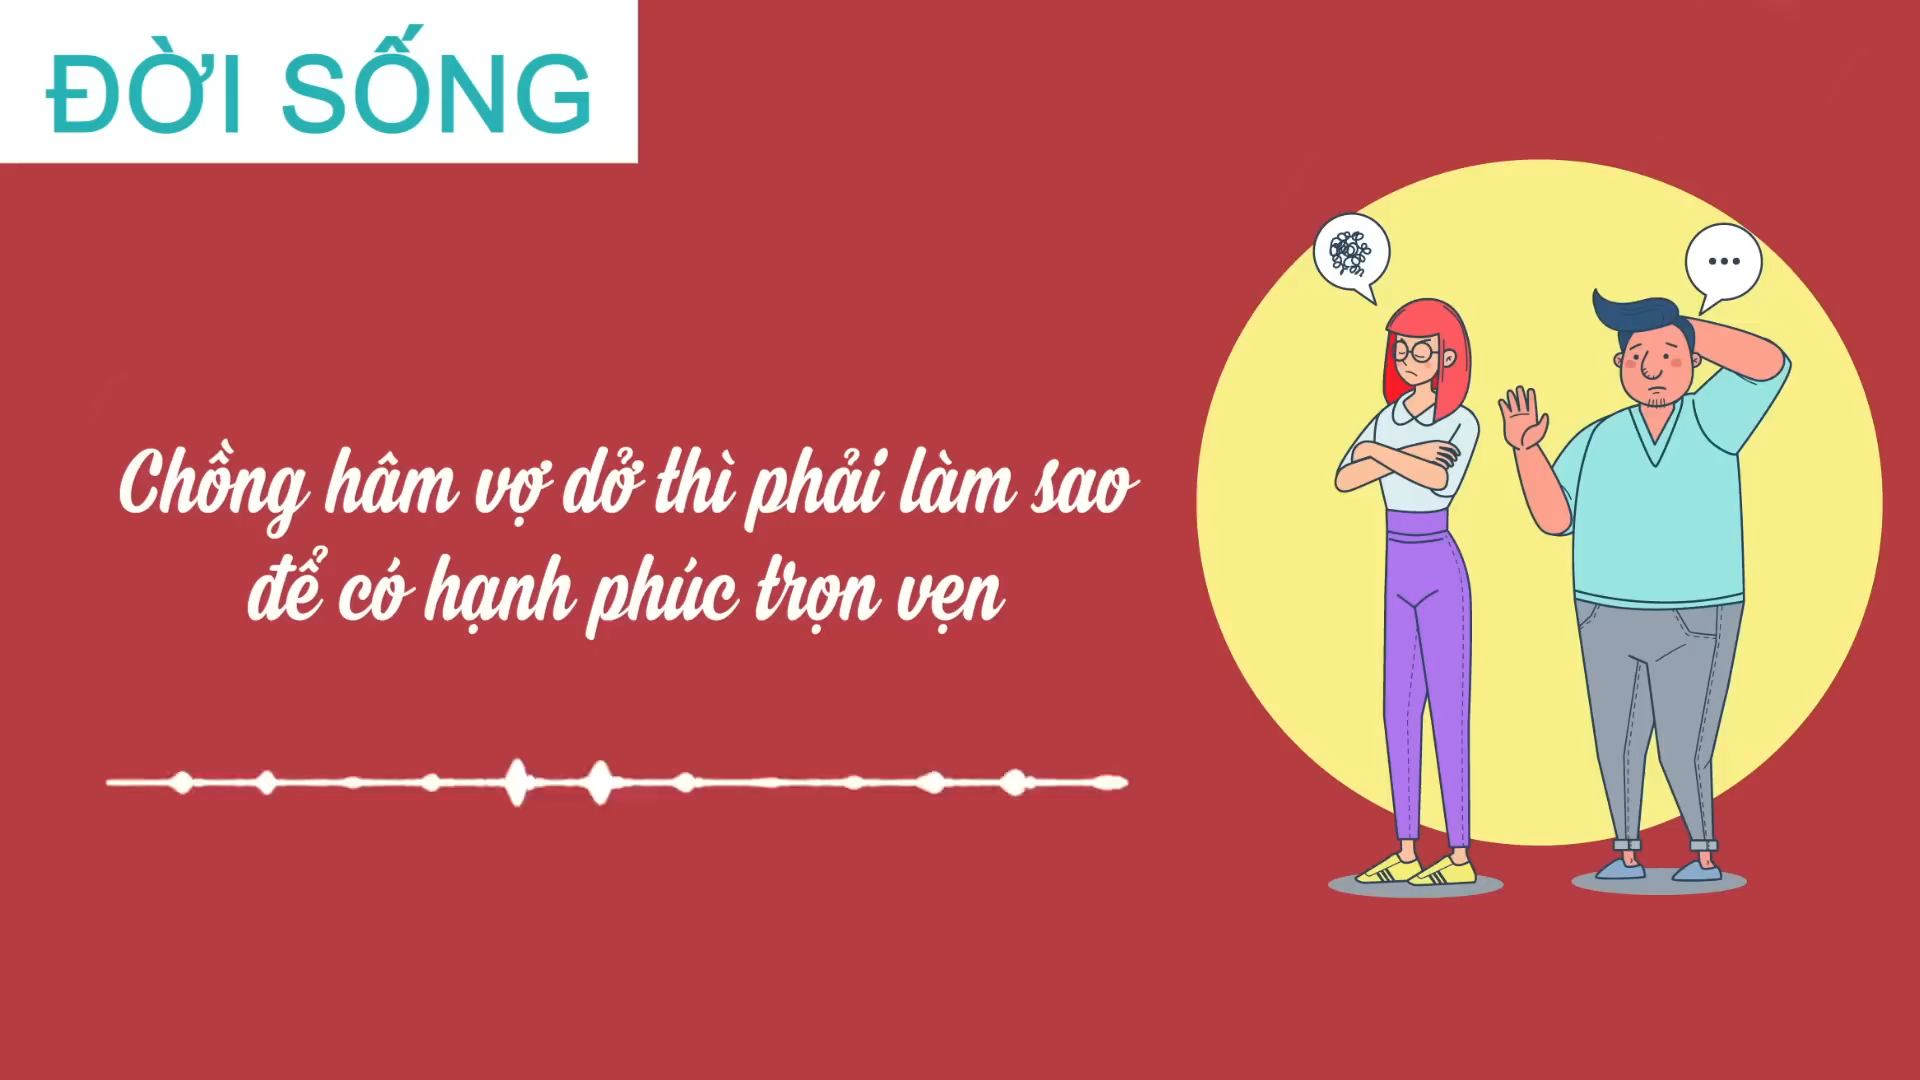 ĐỜI SỐNG
Chồng hâm vợ dở thì phải làm sao
để có hạnh phúc trọn vẹn